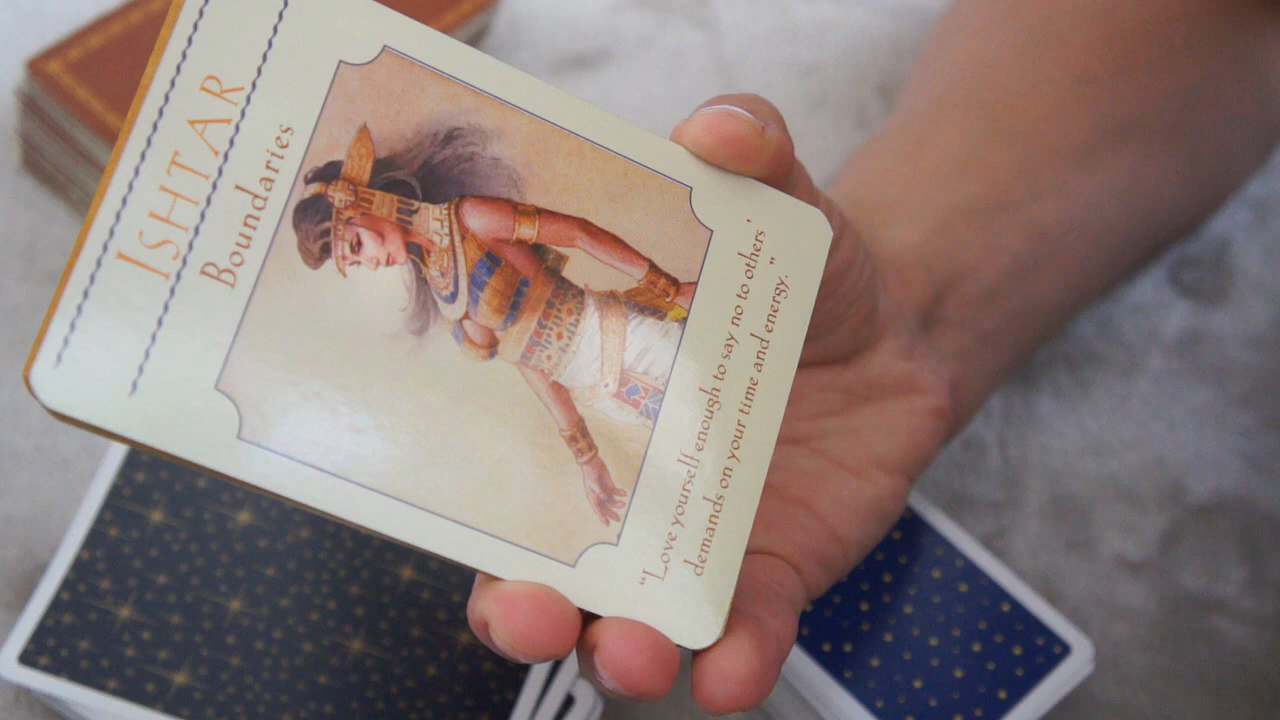 ISHTAR
Boundaries
“Love yourself enough to say no to others’
demands on your time and energy.”